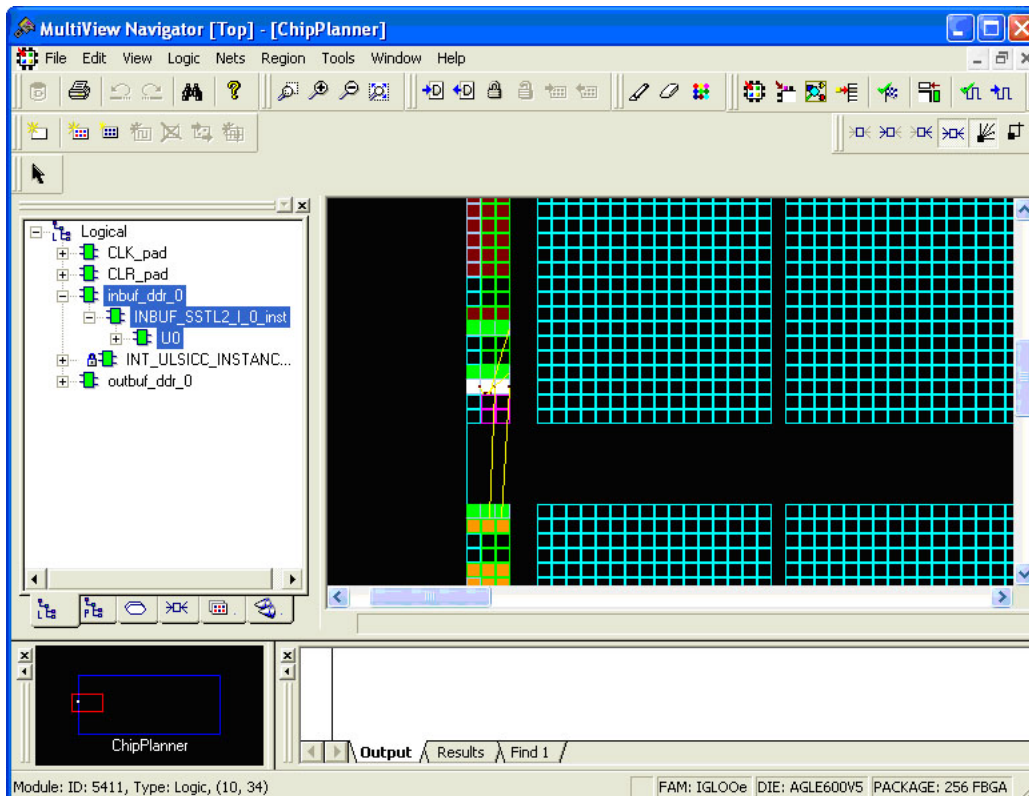 MultiView Navigator [Top] - [ChipPlanner]
File Edit View Logic Nets Region Tools Window Help
Logical
CLK_pad
CLR_pad
inbuf_ddr_0
INBUF_SSTL2_I_0_inst
U0
INT_ULSICC_INSTANC...
outbuf_ddr_0
ChipPlanner
Output Results Find 1
Module: ID: 5411, Type: Logic, (10, 34) FAM: IGLOOe DIE: AGLE600V5 PACKAGE: 256 FBGA